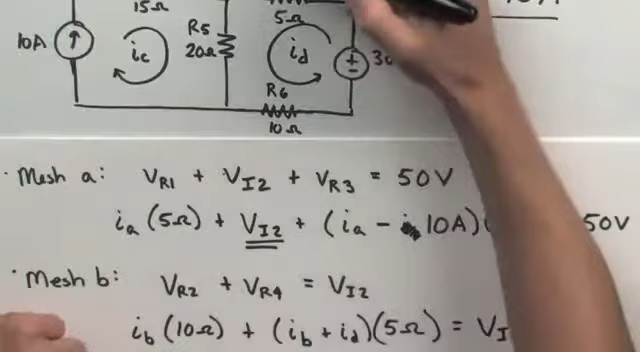 15Ω
5Ω
10A
R5
20Ω
ic
id
R6
10Ω
· Mesh a: VR1 + VI2 + VR3 = 50V
ia(5Ω) + VI2 + (ia - 10A) 50V
· Mesh b: VR2 + VR4 = VI2
ib(10Ω) + (ib + id)(5Ω) = VI